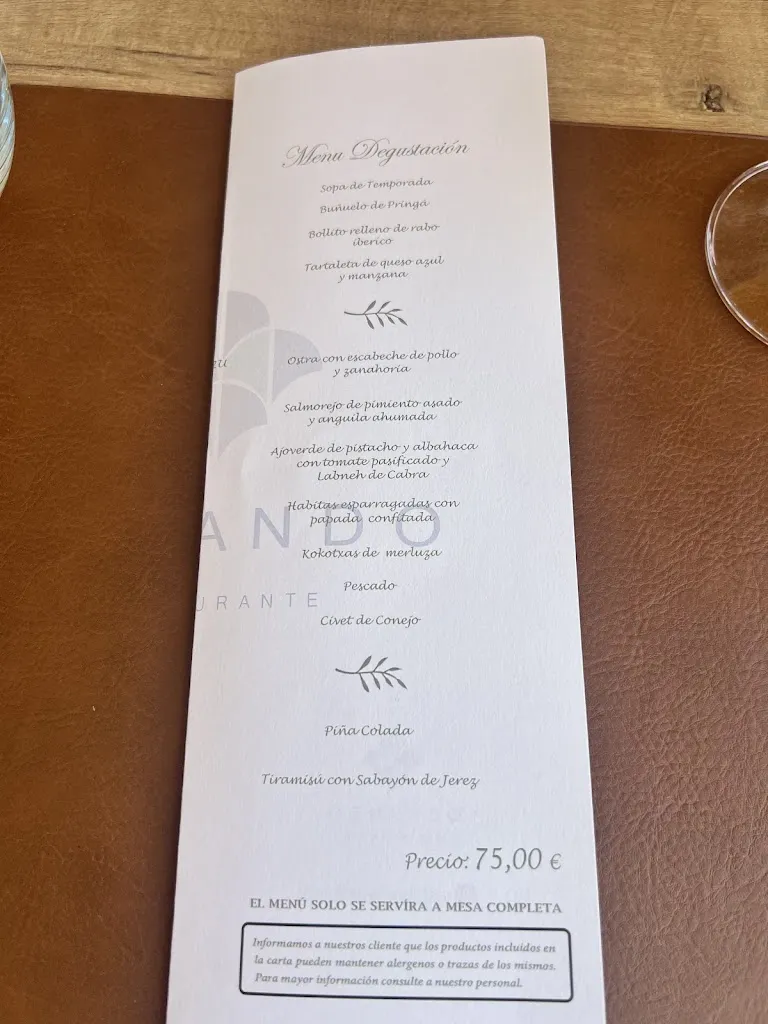 Menu Degustación
Sopa de Temporada
Buñuelo de Pringá
Bollito relleno de rabo
iberico
Tartaleta de queso azul
y manzana
Ostra con escabeche de pollo
y zanahoria
Salmorejo de pimiento asado
y anguila ahumada
Ajoverde de pistacho y albahaca
con tomate pasificado y
Labneh de Cabra
Habitas esparragadas con
papada confitada
ANDO
Kokotxas de merluza
Pescado
URANTE
Civet de Conejo
Piña Colada
Tiramisú con Sabayón de Jerez
Precio: 75,00 €
EL MENÚ SOLO SE SERVÍRA A MESA COMPLETA
Informamos a nuestros cliente que los productos incluidos en
la carta pueden mantener alergenos o trazas de los mismos.
Para mayor información consulte a nuestro personal.